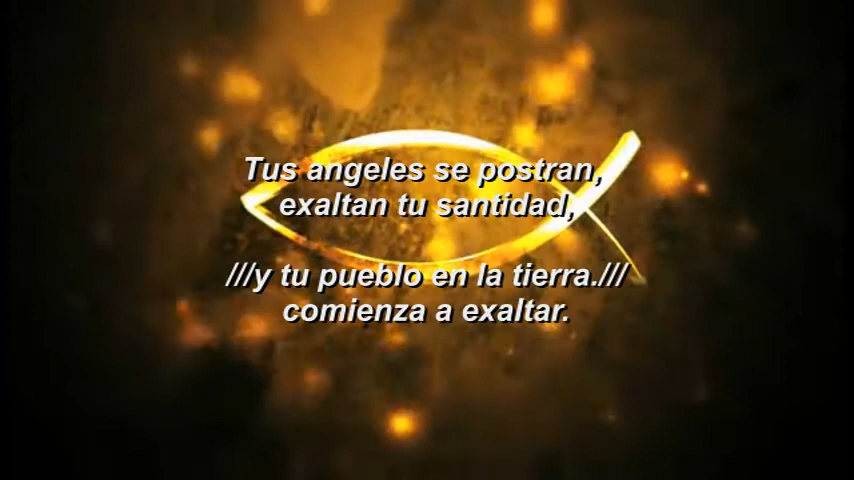 Tus angeles se postran,
exaltan tu santidad,
///y tu pueblo en la tierra.///
comienza a exaltar.